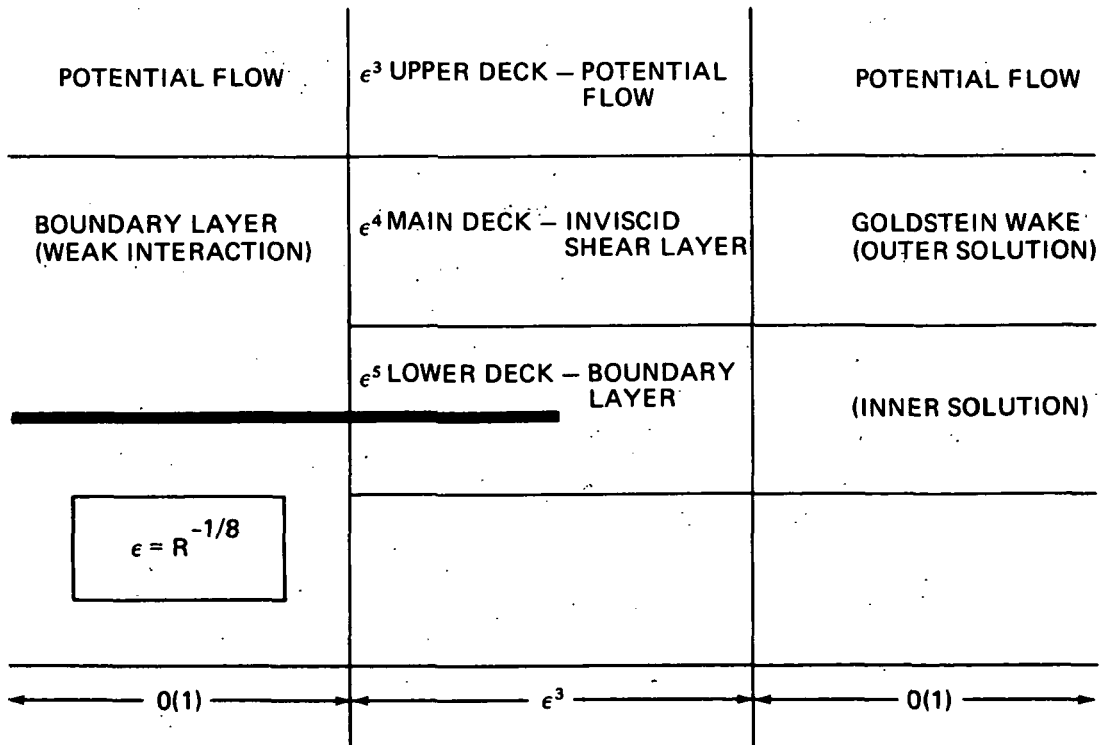 POTENTIAL FLOW
ϵ³ UPPER DECK – POTENTIAL
FLOW
POTENTIAL FLOW
BOUNDARY LAYER
(WEAK INTERACTION)
ϵ⁴ MAIN DECK – INVISCID
SHEAR LAYER
GOLDSTEIN WAKE
(OUTER SOLUTION)
ϵ⁵ LOWER DECK – BOUNDARY
LAYER
(INNER SOLUTION)
ϵ = R^{-1/8}
0(1)
ϵ³
0(1)